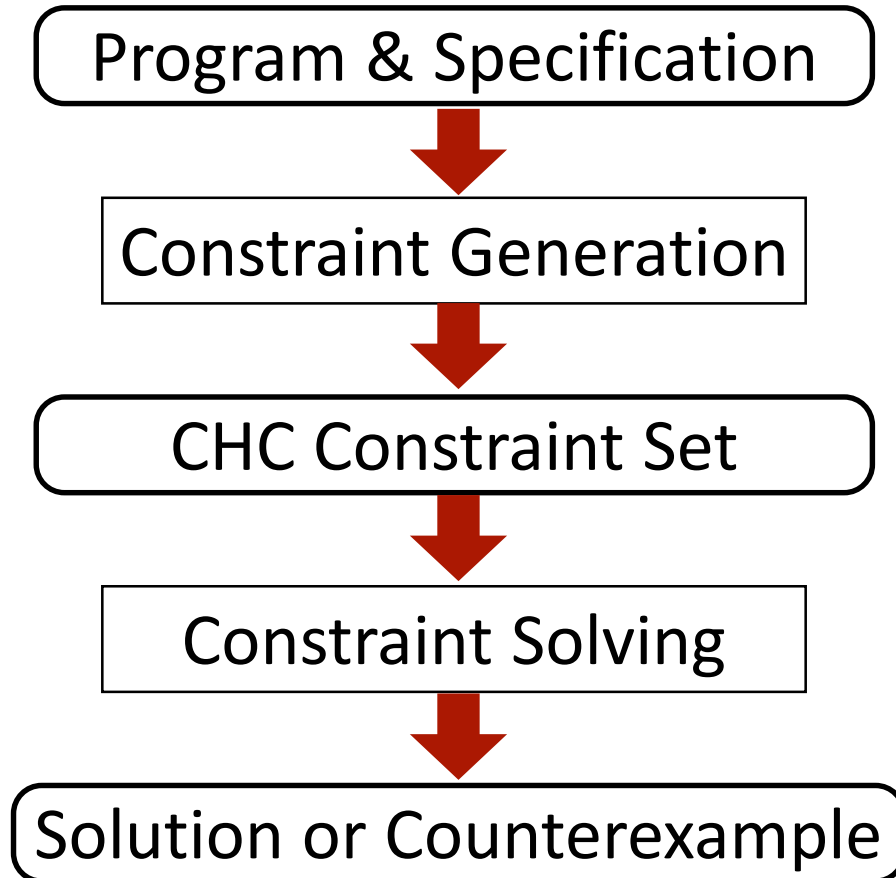 Program & Specification
Constraint Generation
CHC Constraint Set
Constraint Solving
Solution or Counterexample